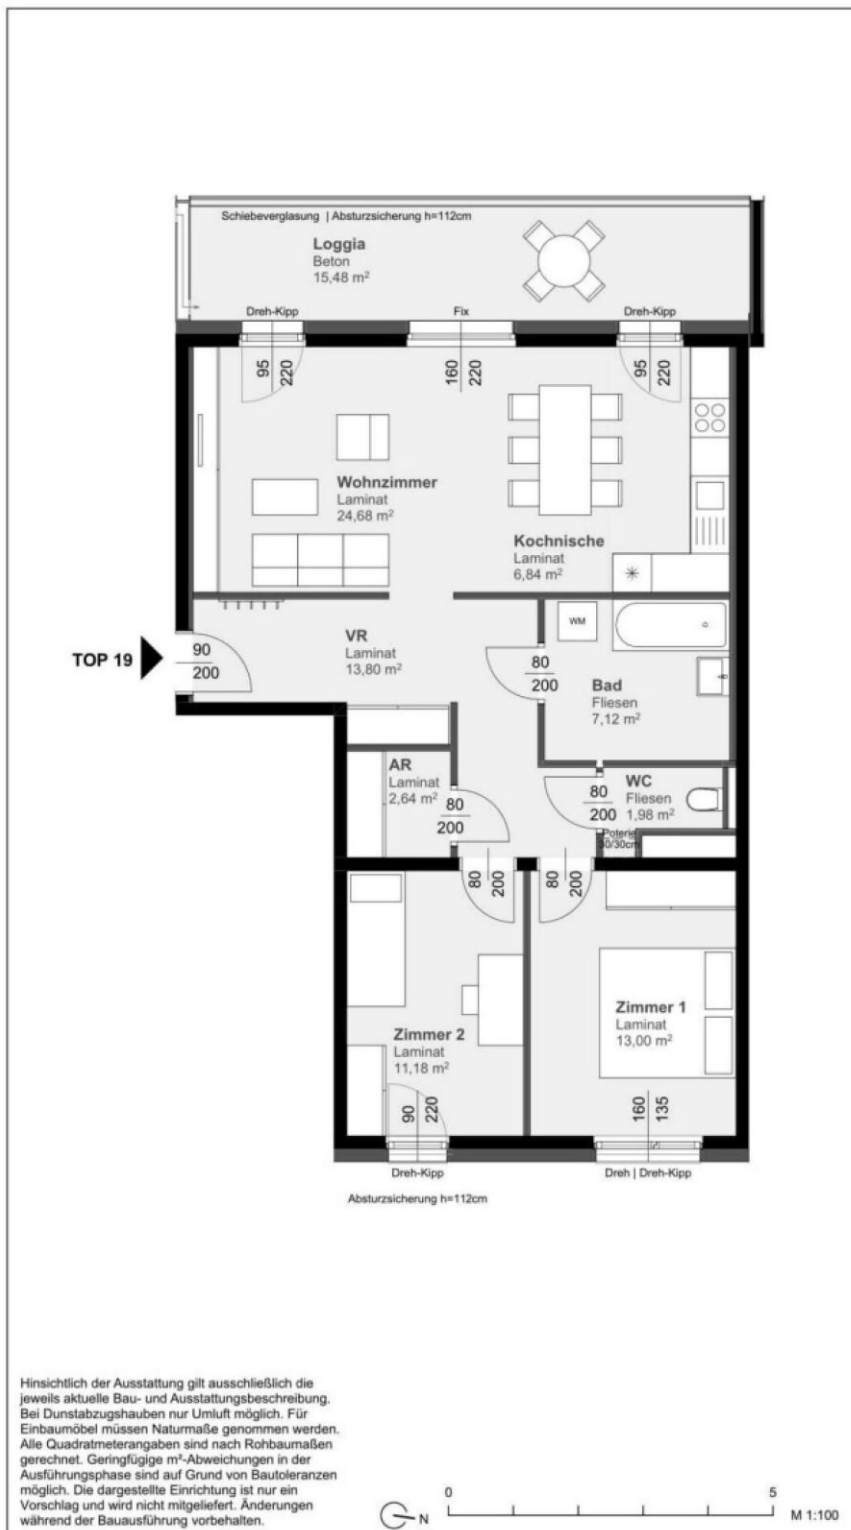 Schiebeverglasung | Absturzsicherung h=112cm
Loggia
Beton
15,48 m²
Dreh-Kipp
Fix
Dreh-Kipp
95
220
160
220
95
220
Wohnzimmer
Laminat
24,68 m²
Kochnische
Laminat
6,84 m²
TOP 19
90
200
VR
Laminat
13,80 m²
WM
80
200
Bad
Fliesen
7,12 m²
AR
Laminat
2,64 m²
80
200
80
200
WC
Fliesen
1,98 m²
Poterie
30/30cm
80
200
80
200
Zimmer 2
Laminat
11,18 m²
Zimmer 1
Laminat
13,00 m²
90
220
160
135
Dreh-Kipp
Dreh | Dreh-Kipp
Absturzsicherung h=112cm
Hinsichtlich der Ausstattung gilt ausschließlich die
jeweils aktuelle Bau- und Ausstattungsbeschreibung.
Bei Dunstabzugshauben nur Umluft möglich. Für
Einbaumöbel müssen Naturmaße genommen werden.
Alle Quadratmeterangaben sind nach Rohbaumaßen
gerechnet. Geringfügige m²-Abweichungen in der
Ausführungsphase sind auf Grund von Bautoleranzen
möglich. Die dargestellte Einrichtung ist nur ein
Vorschlag und wird nicht mitgeliefert. Änderungen
während der Bauausführung vorbehalten.
N
0
5
M 1:100